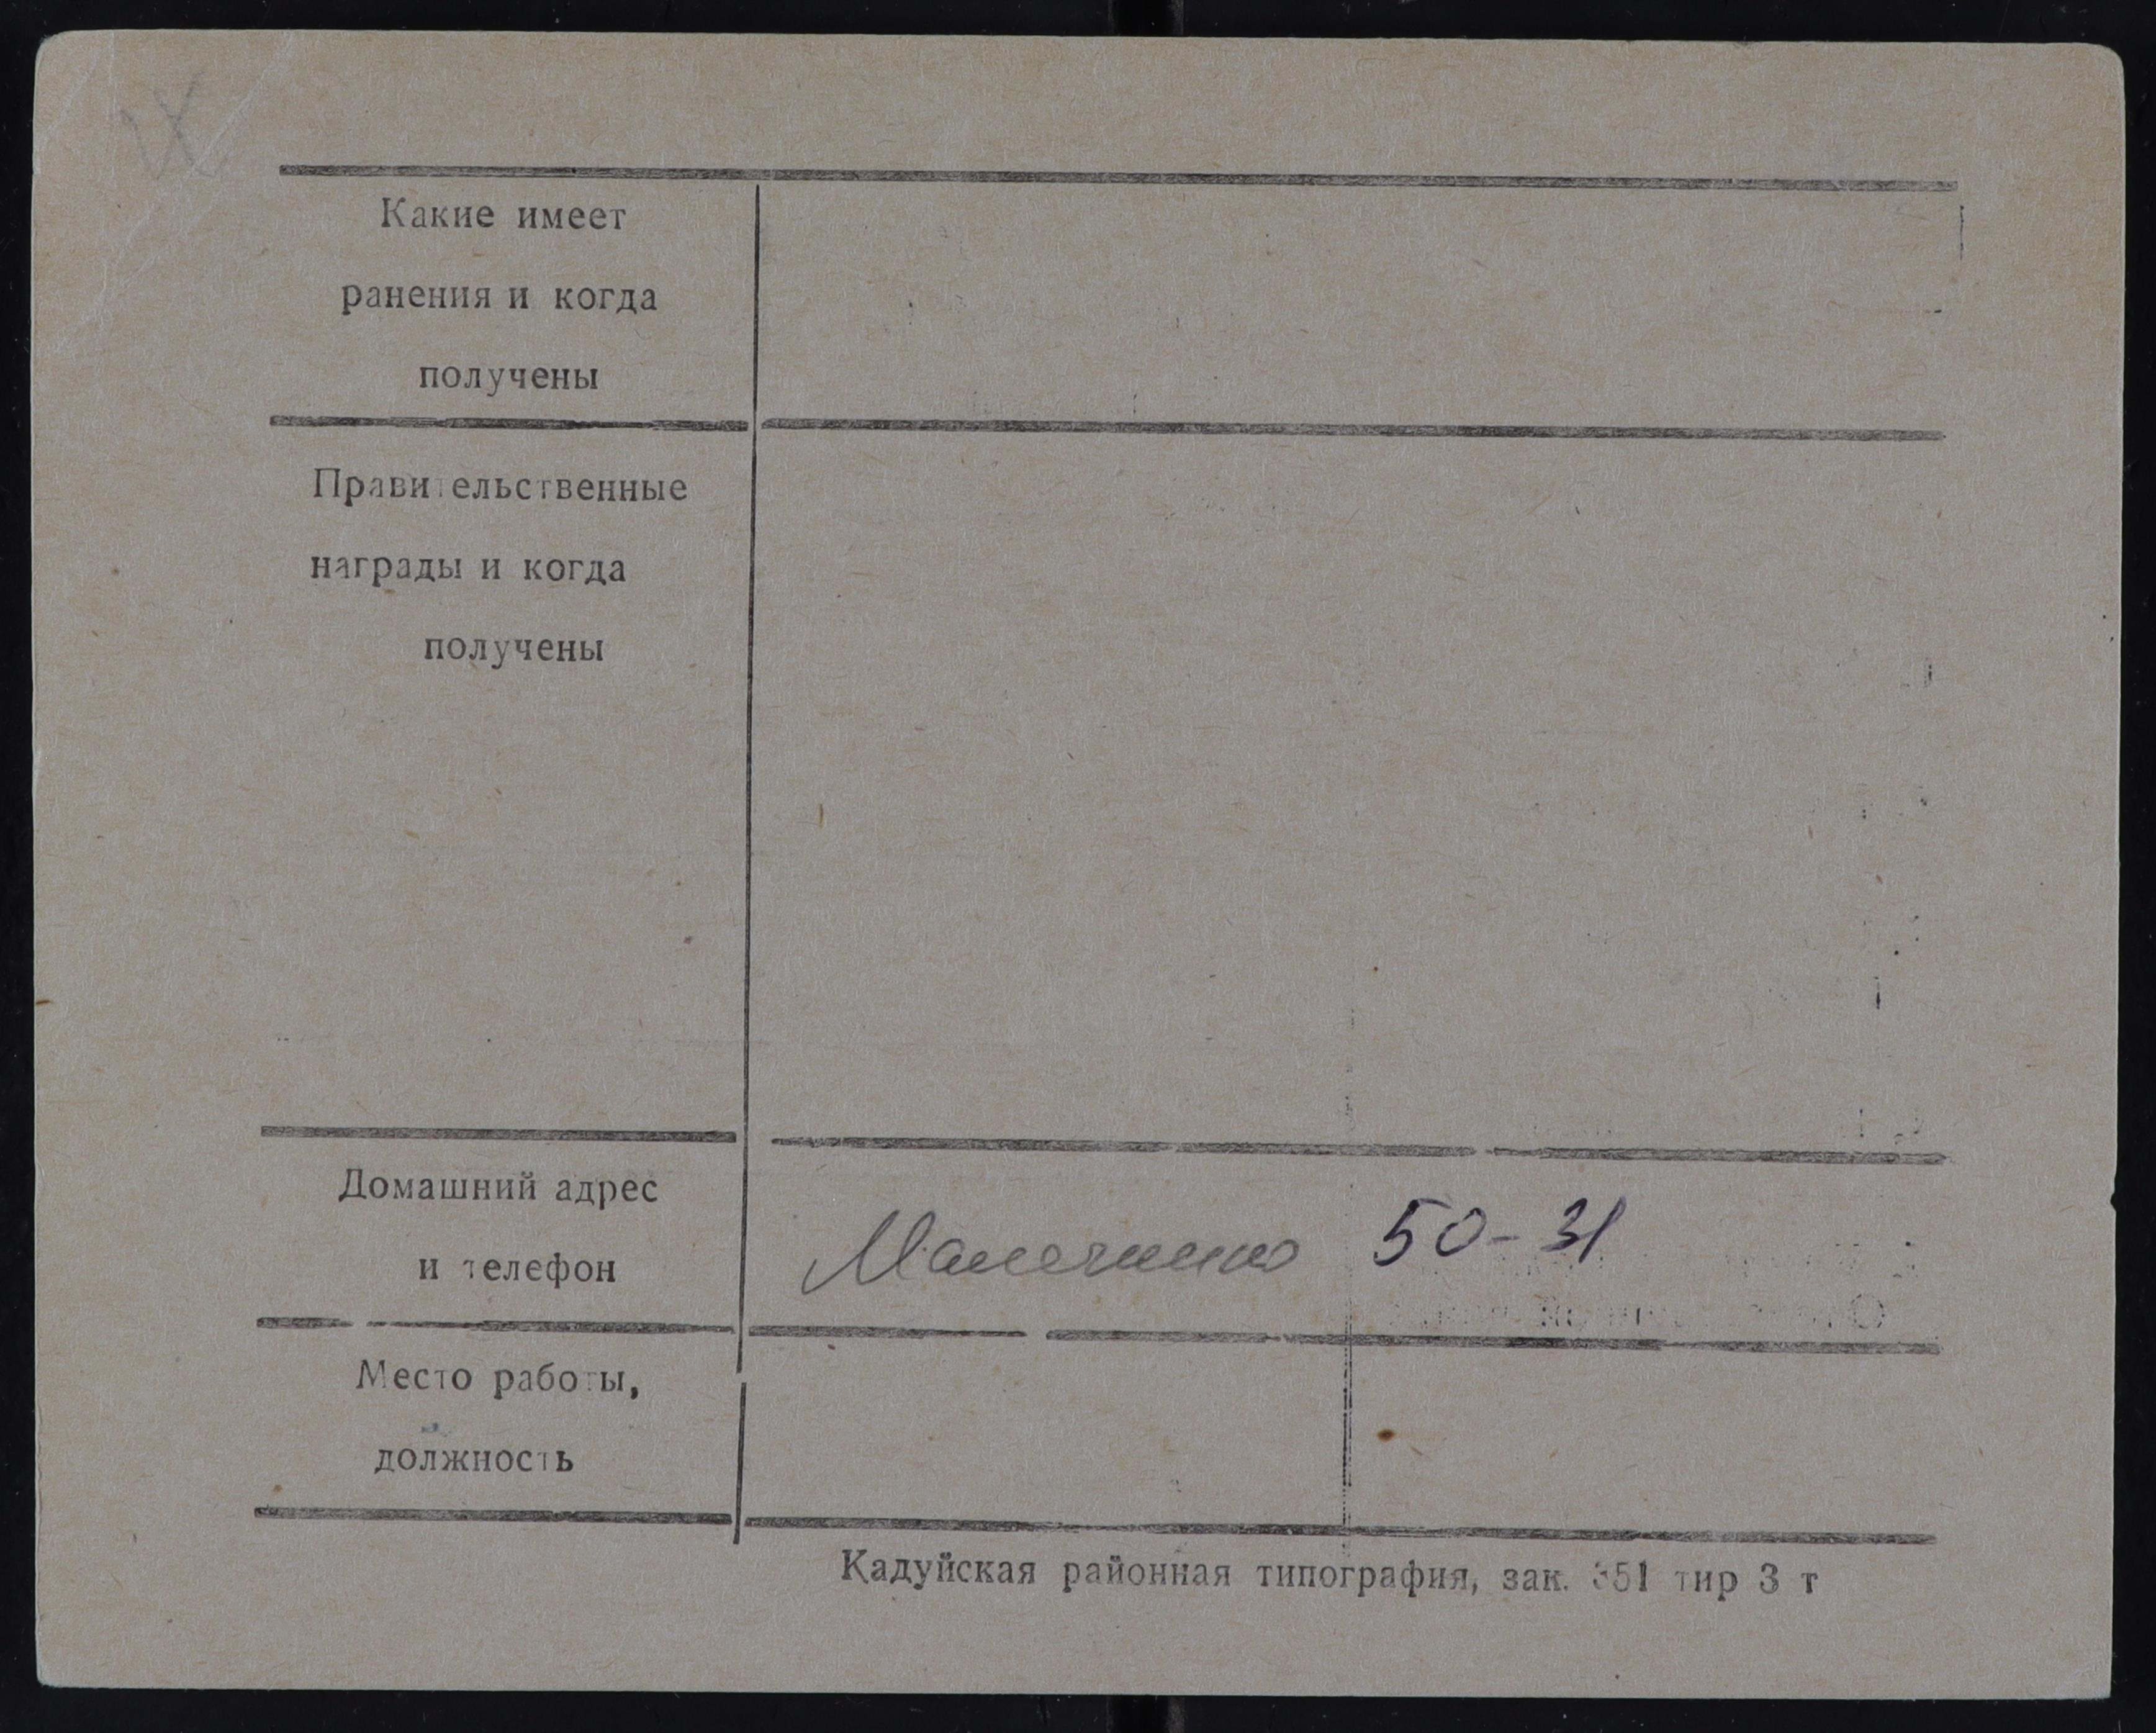 Какие имеет
ранения и когда
получены
Правительственные
награды и когда
получены
Домашний адрес
и телефон
Малечкино 50-31
Место работы,
должность
Кадуйская районная типография, зак. 351 тир 3 т